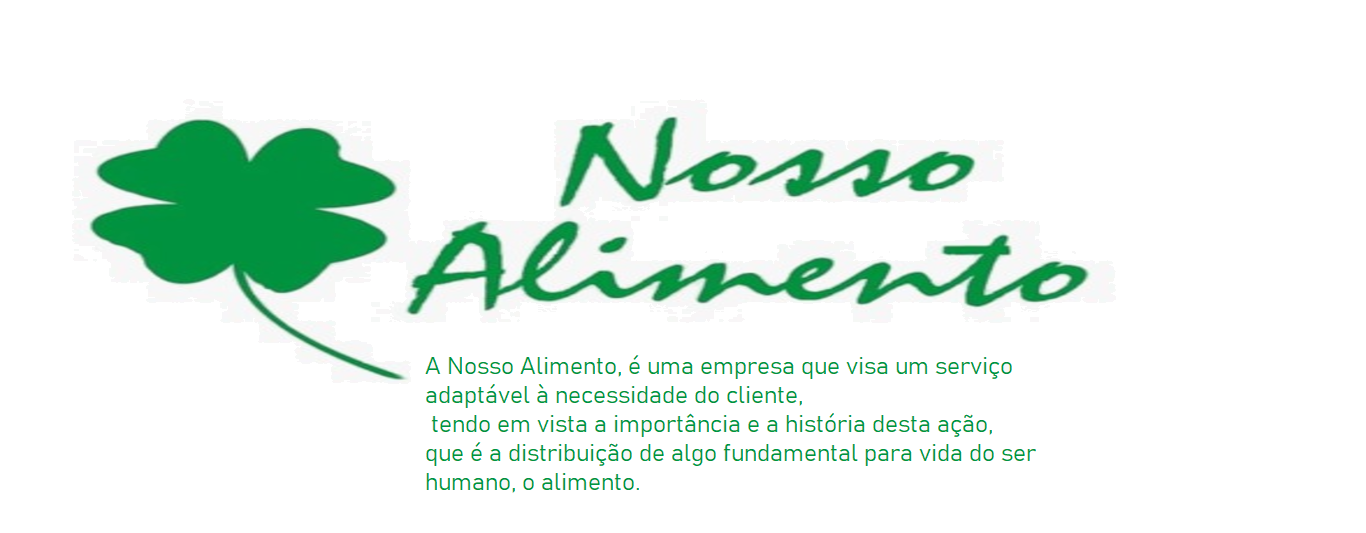 Nosso
Alimento
A Nosso Alimento, é uma empresa que visa um serviço
adaptável à necessidade do cliente,
tendo em vista a importância e a história desta ação,
que é a distribuição de algo fundamental para vida do ser
humano, o alimento.